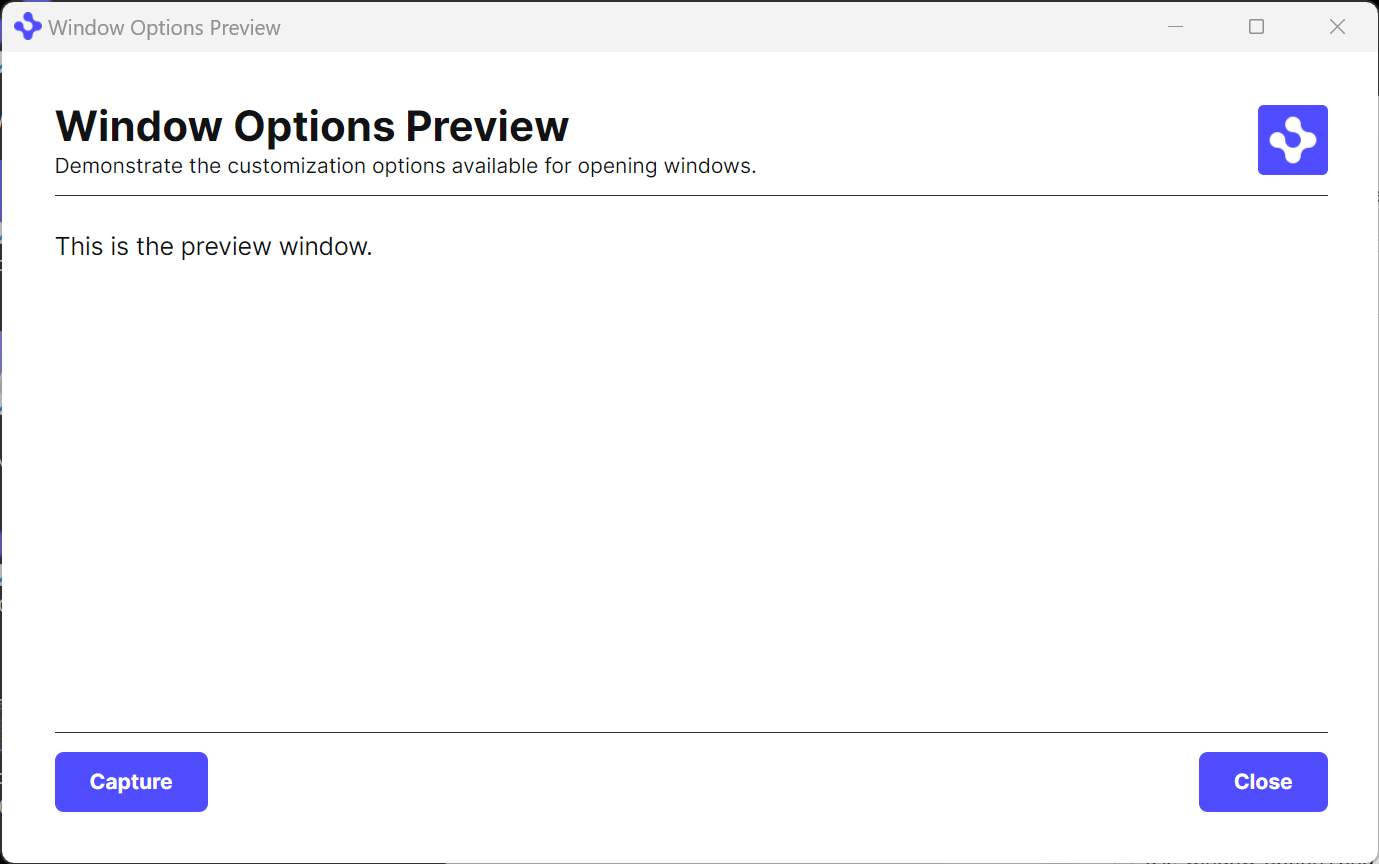 Window Options Preview
Window Options Preview
Demonstrate the customization options available for opening windows.
This is the preview window.
Capture
Close